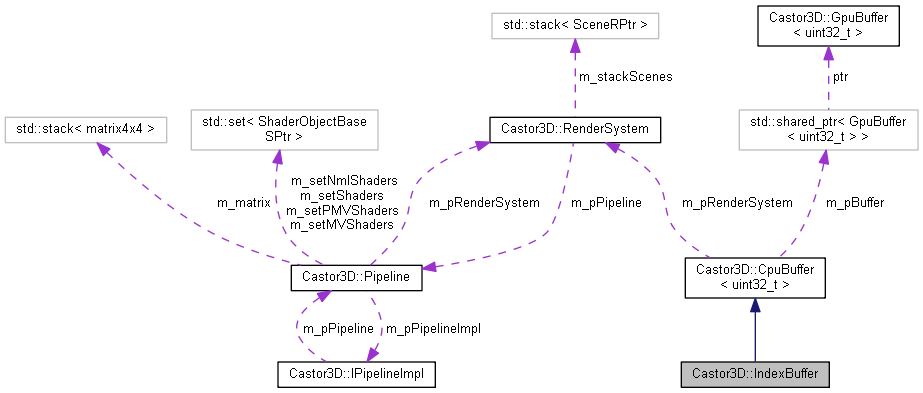 std::stack< SceneRPtr >
Castor3D::GpuBuffer
< uint32_t >
m_stackScenes
ptr
std::stack< matrix4x4 >
std::set< ShaderObjectBase
SPtr >
Castor3D::RenderSystem
std::shared_ptr< GpuBuffer
< uint32_t > >
m_matrix
m_setNmlShaders
m_setShaders
m_setPMVShaders
m_setMVShaders
m_pRenderSystem
m_pPipeline
m_pRenderSystem
m_pBuffer
Castor3D::Pipeline
Castor3D::CpuBuffer
< uint32_t >
m_pPipeline
m_pPipelineImpl
Castor3D::IPipelineImpl
Castor3D::IndexBuffer